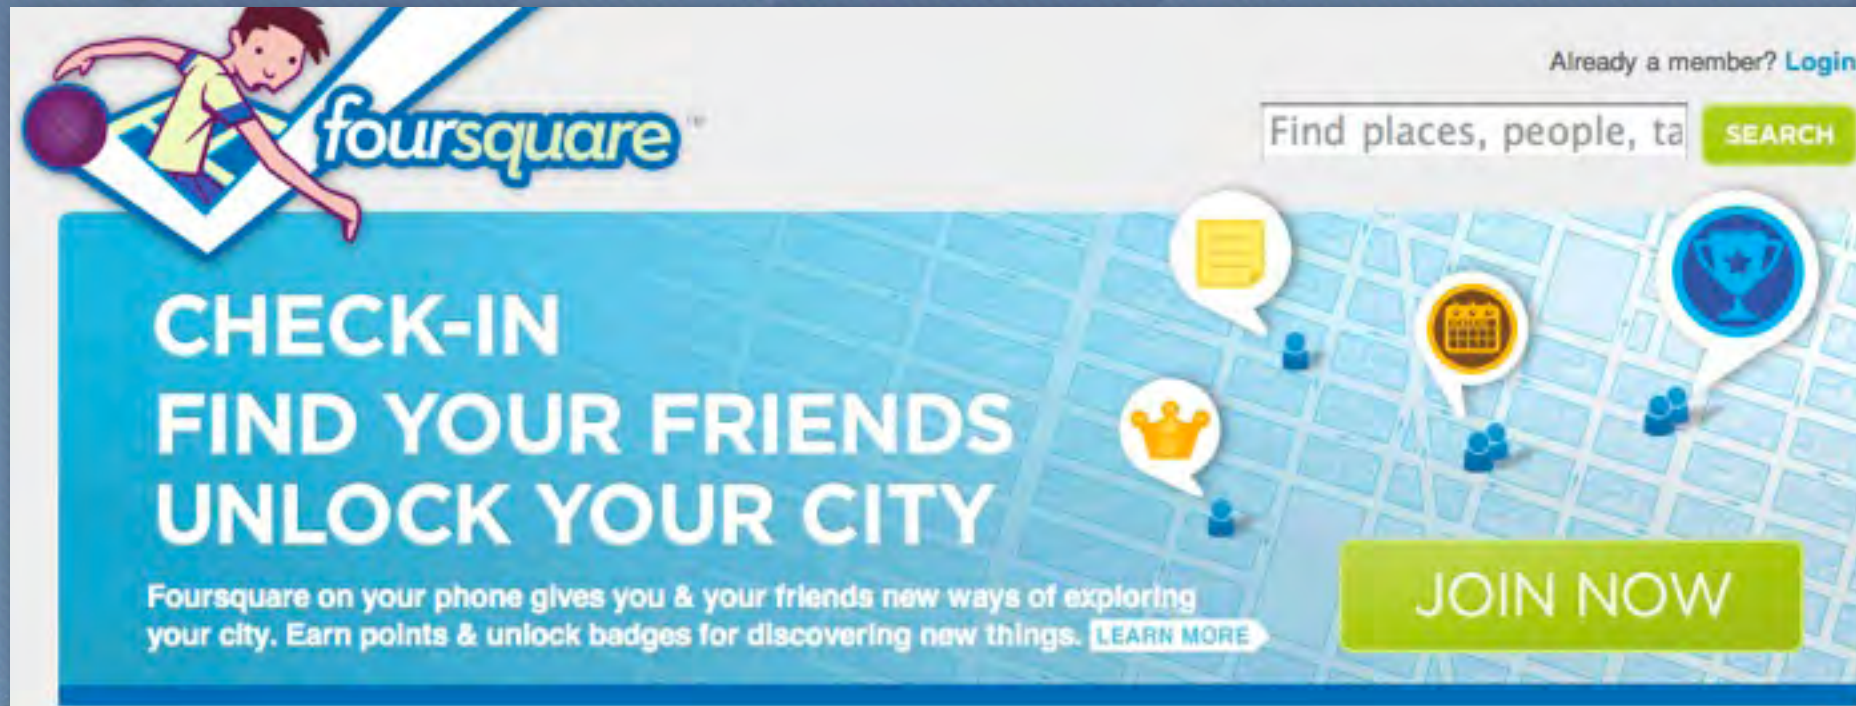 Already a member? Login
foursquare™
Find places, people, ta
SEARCH
CHECK-IN
FIND YOUR FRIENDS
UNLOCK YOUR CITY
Foursquare on your phone gives you & your friends new ways of exploring
your city. Earn points & unlock badges for discovering new things. LEARN MORE
JOIN NOW